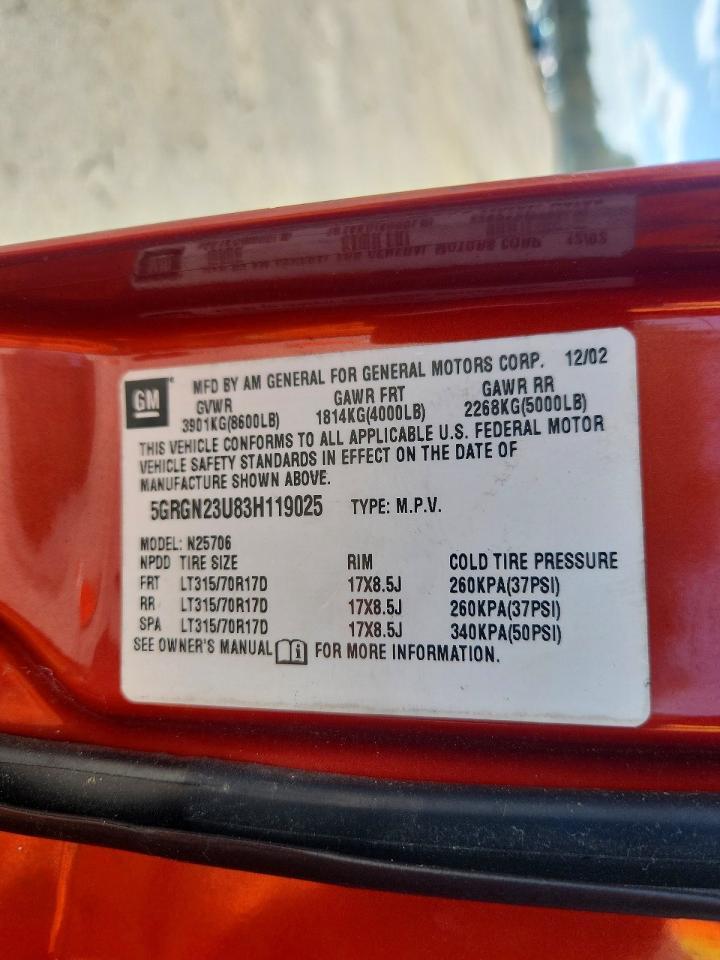 GM
MFD BY AM GENERAL FOR GENERAL MOTORS CORP. 12/02
GVWR GAWR FRT GAWR RR
3901KG(8600LB) 1814KG(4000LB) 2268KG(5000LB)
THIS VEHICLE CONFORMS TO ALL APPLICABLE U.S. FEDERAL MOTOR
VEHICLE SAFETY STANDARDS IN EFFECT ON THE DATE OF
MANUFACTURE SHOWN ABOVE.
5GRGN23U83H119025 TYPE: M.P.V.
MODEL: N25706
NPDD TIRE SIZE RIM COLD TIRE PRESSURE
FRT LT315/70R17D 17X8.5J 260KPA(37PSI)
RR LT315/70R17D 17X8.5J 260KPA(37PSI)
SPA LT315/70R17D 17X8.5J 340KPA(50PSI)
SEE OWNER'S MANUAL FOR MORE INFORMATION.